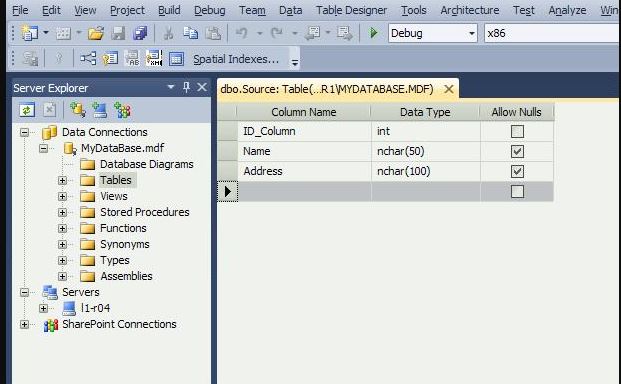 File Edit View Project Build Debug Team Data Table Designer Tools Architecture Test Analyze Win
Debug x86
Spatial Indexes...
Server Explorer
dbo.Source: Table(...R1\MYDATABASE.MDF)
Column Name Data Type Allow Nulls
ID_Column int
Name nchar(50)
Address nchar(100)
Data Connections
MyDataBase.mdf
Database Diagrams
Tables
Views
Stored Procedures
Functions
Synonyms
Types
Assemblies
Servers
l1-r04
SharePoint Connections